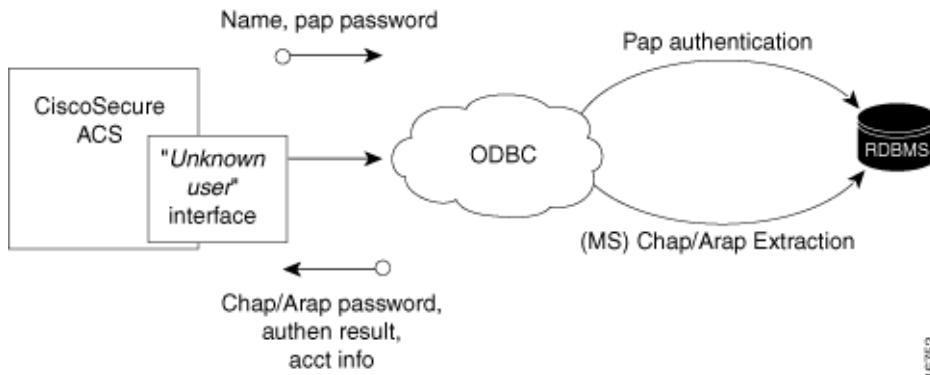 Name, pap password
Pap authentication
CiscoSecure
ACS
"Unknown
user"
interface
ODBC
RDBMS
(MS) Chap/Arap Extraction
Chap/Arap password,
authen result,
acct info